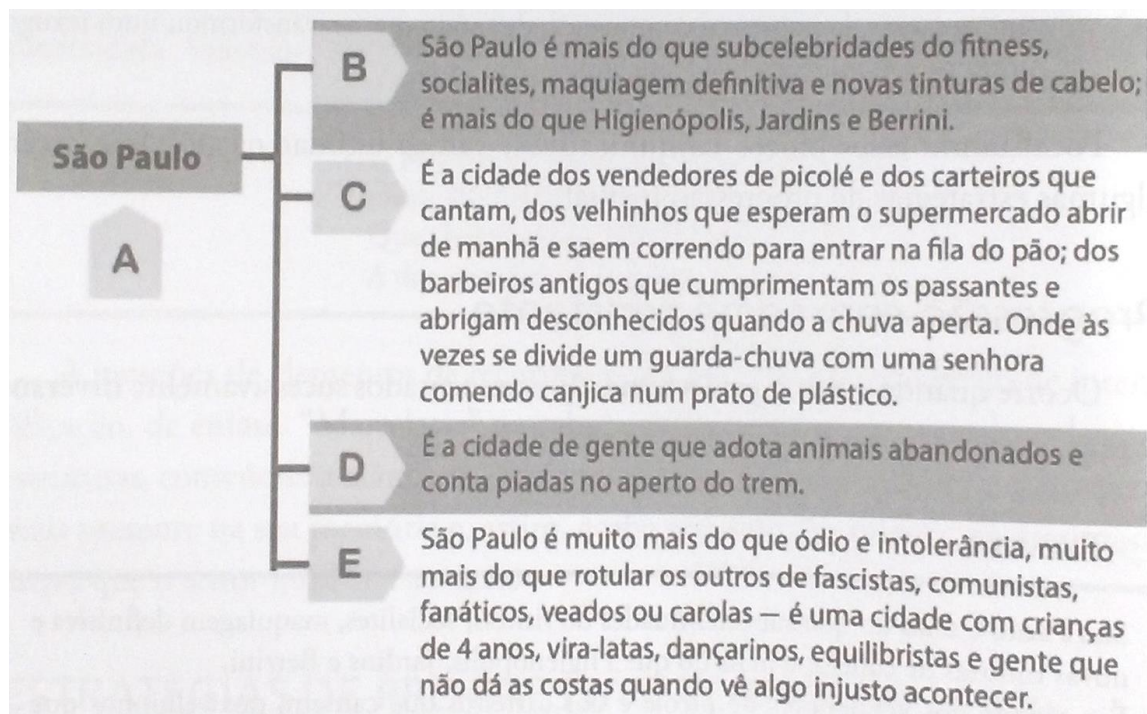 São Paulo
A
B
São Paulo é mais do que subcelebridades do fitness,
socialites, maquiagem definitiva e novas tinturas de cabelo;
é mais do que Higienópolis, Jardins e Berrini.
C
É a cidade dos vendedores de picolé e dos carteiros que
cantam, dos velhinhos que esperam o supermercado abrir
de manhã e saem correndo para entrar na fila do pão; dos
barbeiros antigos que cumprimentam os passantes e
abrigam desconhecidos quando a chuva aperta. Onde às
vezes se divide um guarda-chuva com uma senhora
comendo canjica num prato de plástico.
D
É a cidade de gente que adota animais abandonados e
conta piadas no aperto do trem.
E
São Paulo é muito mais do que ódio e intolerância, muito
mais do que rotular os outros de fascistas, comunistas,
fanáticos, veados ou carolas – é uma cidade com crianças
de 4 anos, vira-latas, dançarinos, equilibristas e gente que
não dá as costas quando vê algo injusto acontecer.